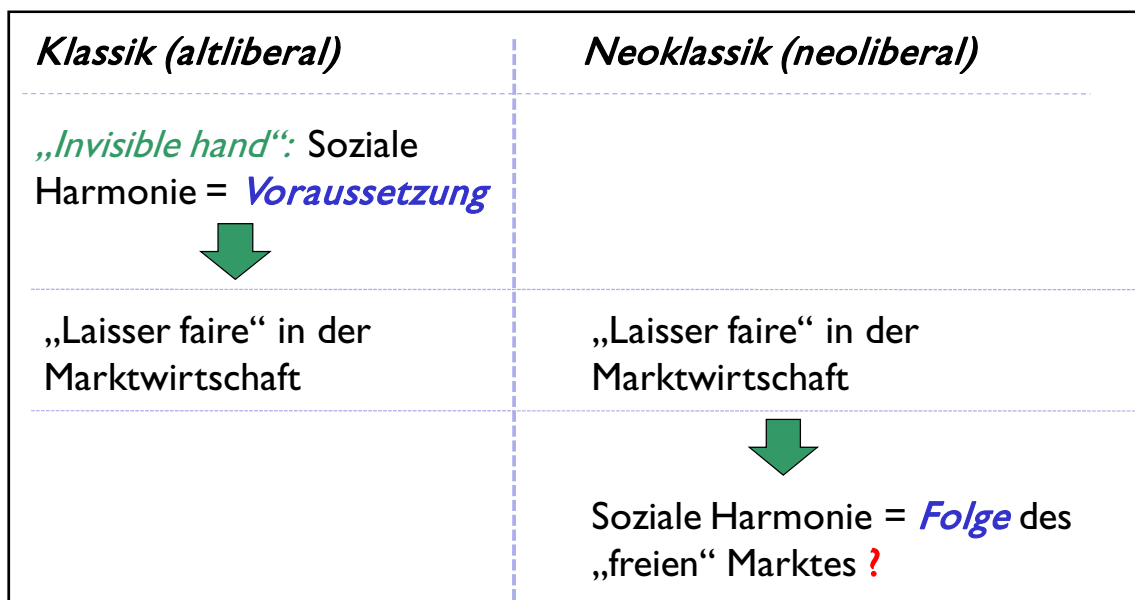 Klassik (altliberal)
Neoklassik (neoliberal)
„Invisible hand“: Soziale
Harmonie = Voraussetzung
„Laisser faire“ in der
Marktwirtschaft
„Laisser faire“ in der
Marktwirtschaft
Soziale Harmonie = Folge des
„freien“ Marktes ?